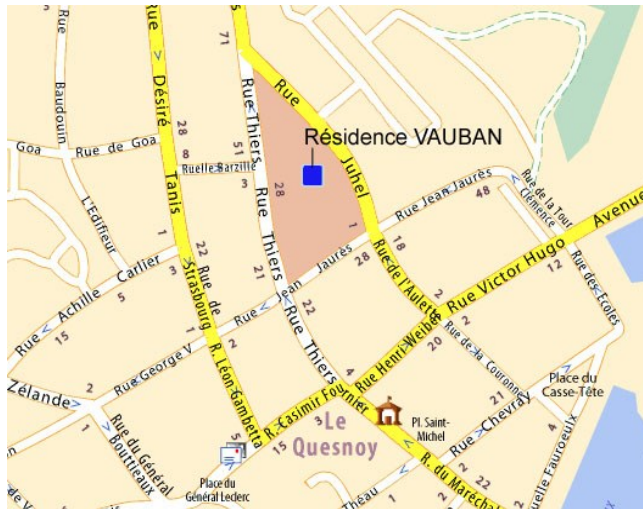 71
Rue
Désiré
Tanis
Baudouin
L'Edifieur
Goa
Rue de Goa
28
8
Ruelle Barzille
3
51
Rue Thiers
Rue Thiers
28
Rue
Juhel
Résidence VAUBAN
1
Rue Jean Jaurès
48
Rue de la Tour
Clémence
Avenue
Rue Victor Hugo
12
Rue des Ecoles
18
28
Rue de l'Aulette
2
2
20
Rue de la Couronne
Rue Jean Jaurès
21
22
Rue Thiers
4
1
3
22
Rue de
Strasbourg
Rue Achille Carlier
5
15
1
2
Rue George V
2
Zélande
R. Léon Gambetta
R. Casimir Fournier
Rue Henri Weibel
5
15
3
Le
Quesnoy
Pl. Saint-
Michel
Rue Chevray
21
Place du
Casse-Tête
4
1
Rue du Général
Bouttieaux
Place du
Général Leclerc
R. du Maréchal
22
2
2
1
Théau